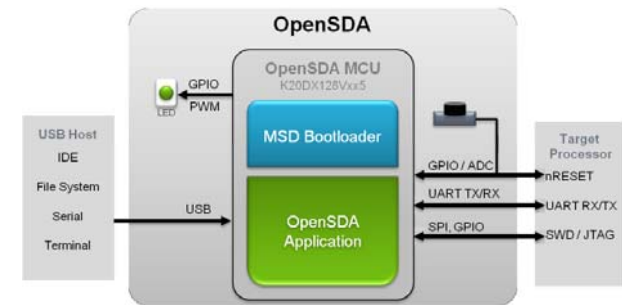 OpenSDA
OpenSDA MCU
K20DX128Vxx5
GPIO
LED
PWM
MSD Bootloader
USB Host
IDE
File System
Serial
Terminal
USB
OpenSDA
Application
GPIO / ADC
UART TX/RX
SPI, GPIO
Target
Processor
nRESET
UART RX/TX
SWD / JTAG